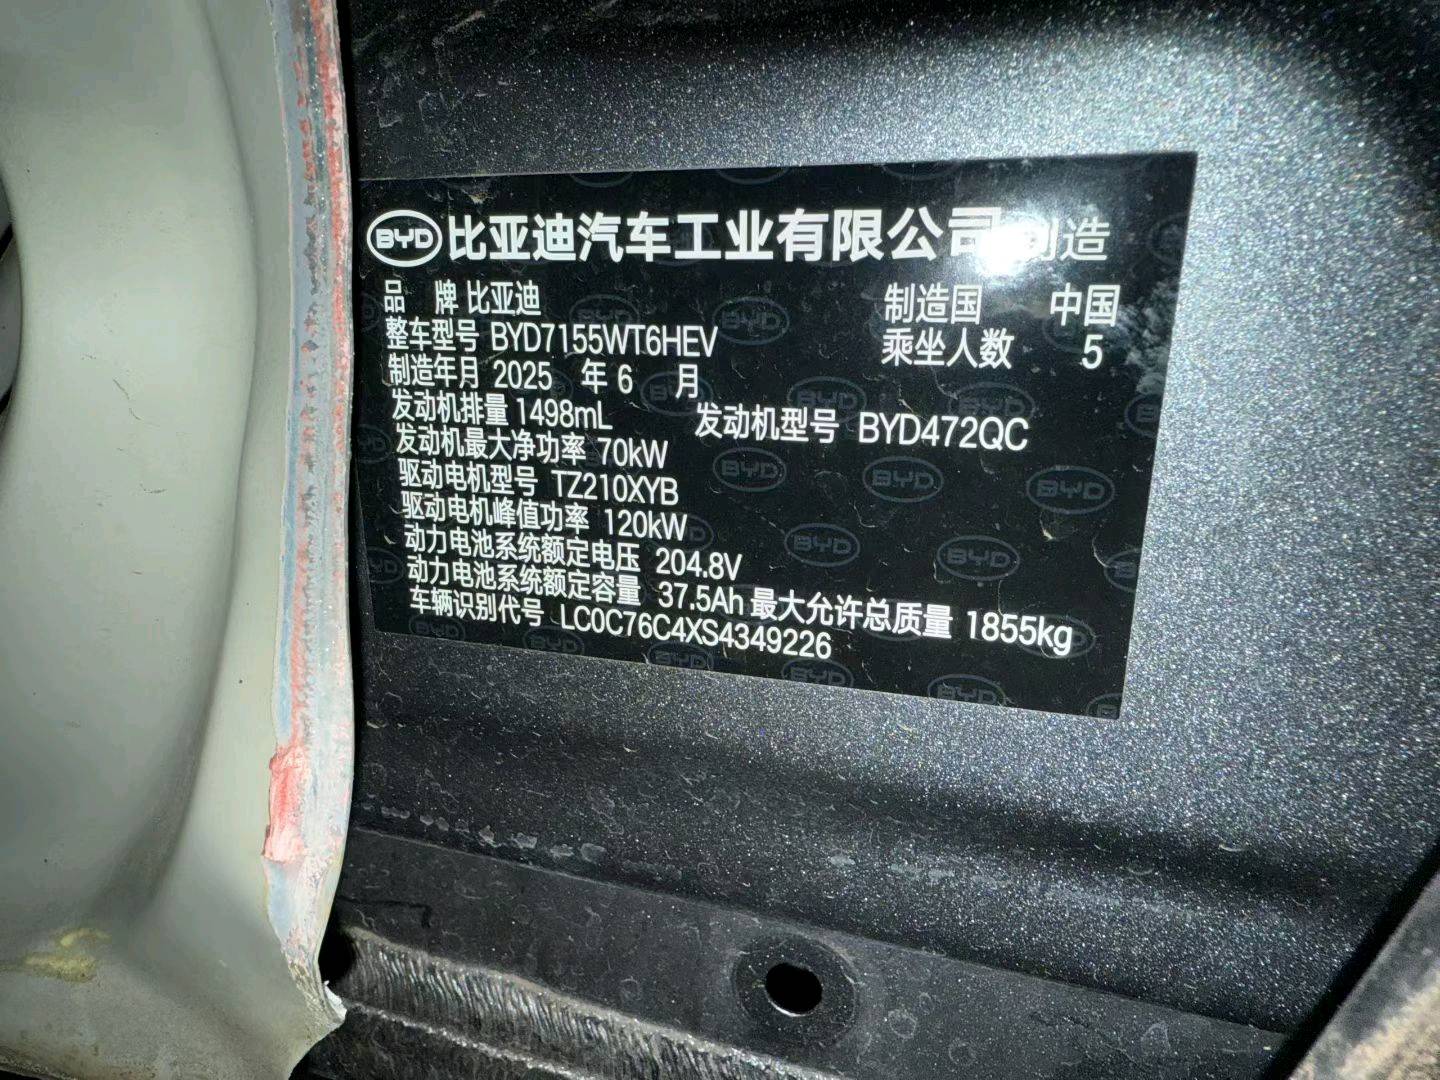 BYD 比亚迪汽车工业有限公司 制造
品 牌 比亚迪 制造国 中国
整车型号 BYD7155WT6HEV 乘坐人数 5
制造年月 2025 年 6 月
发动机排量 1498mL 发动机型号 BYD472QC
发动机最大净功率 70kW
驱动电机型号 TZ210XYB
驱动电机峰值功率 120kW
动力电池系统额定电压 204.8V
动力电池系统额定容量 37.5Ah 最大允许总质量 1855kg
车辆识别代号 LC0C76C4XS4349226